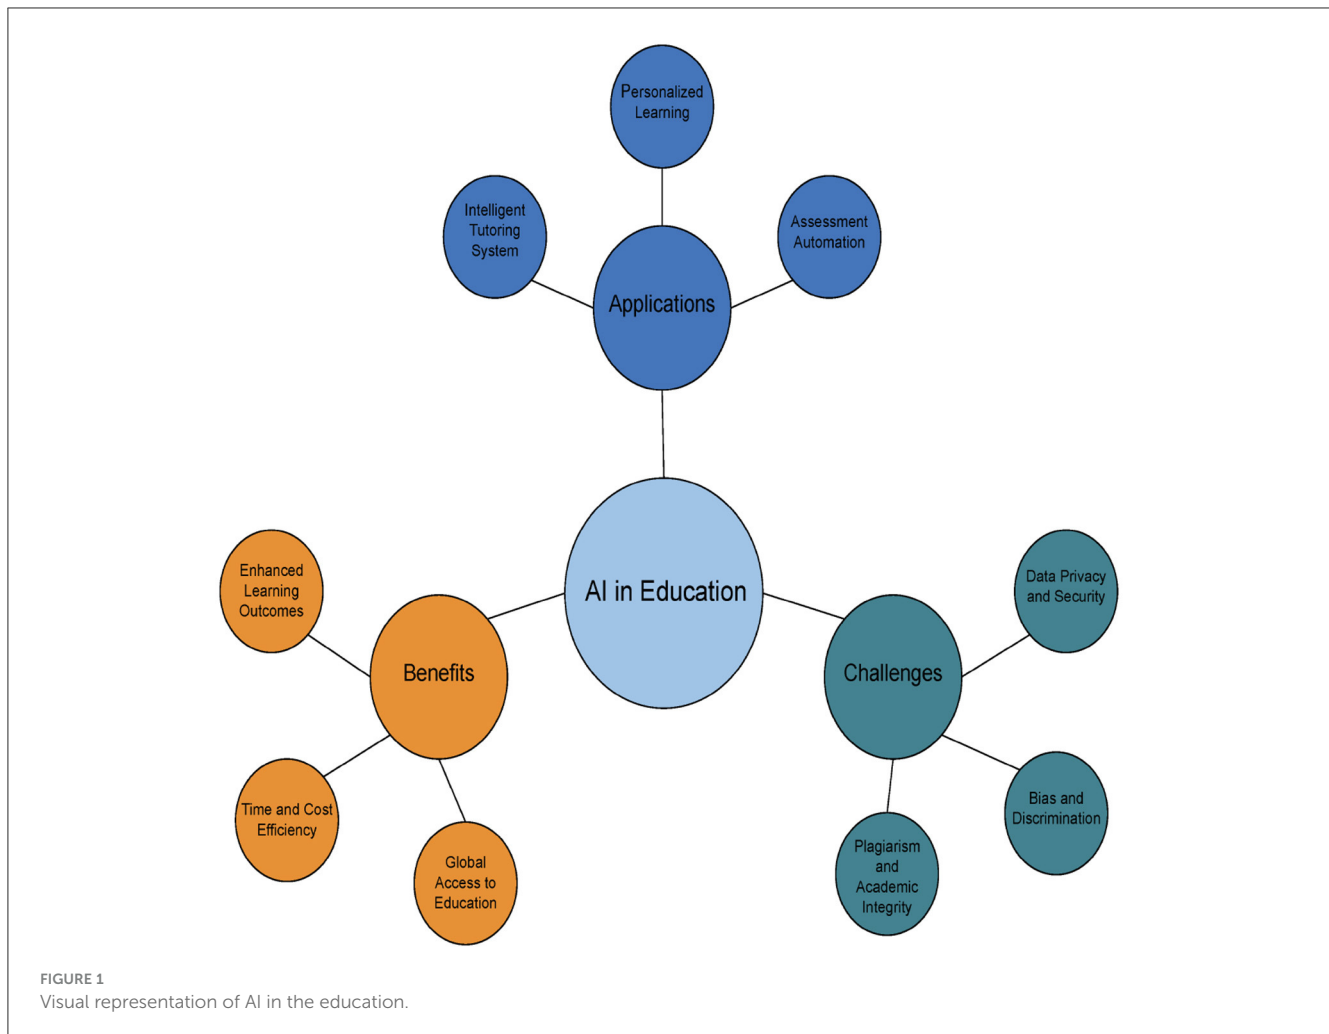 Personalized
Learning
Intelligent
Tutoring
System
Assessment
Automation
Applications
AI in Education
Enhanced
Learning
Outcomes
Benefits
Time and Cost
Efficiency
Global
Access to
Education
Data Privacy
and Security
Challenges
Bias and
Discrimination
Plagiarism
and
Academic
Integrity
FIGURE 1
Visual representation of AI in the education.